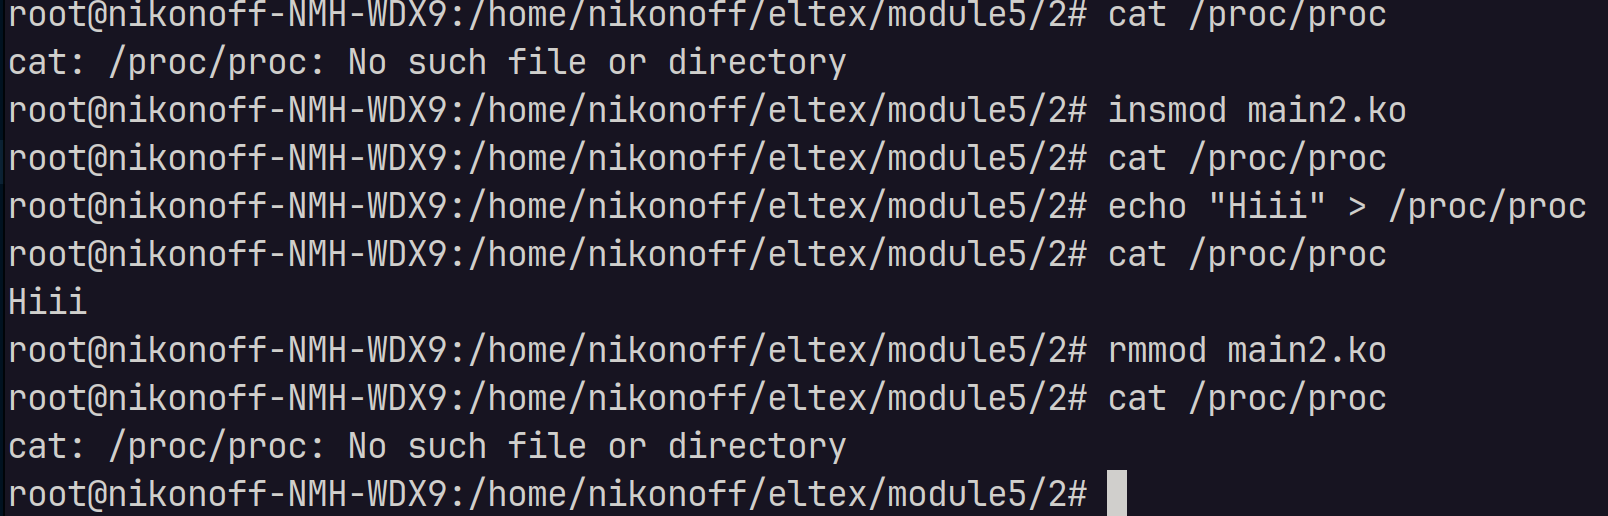 root@nikonoff-NMH-WDX9:/home/nikonoff/eltex/module5/2# cat /proc/proc
cat: /proc/proc: No such file or directory
root@nikonoff-NMH-WDX9:/home/nikonoff/eltex/module5/2# insmod main2.ko
root@nikonoff-NMH-WDX9:/home/nikonoff/eltex/module5/2# cat /proc/proc
root@nikonoff-NMH-WDX9:/home/nikonoff/eltex/module5/2# echo "Hiii" > /proc/proc
root@nikonoff-NMH-WDX9:/home/nikonoff/eltex/module5/2# cat /proc/proc
Hiii
root@nikonoff-NMH-WDX9:/home/nikonoff/eltex/module5/2# rmmod main2.ko
root@nikonoff-NMH-WDX9:/home/nikonoff/eltex/module5/2# cat /proc/proc
cat: /proc/proc: No such file or directory
root@nikonoff-NMH-WDX9:/home/nikonoff/eltex/module5/2#